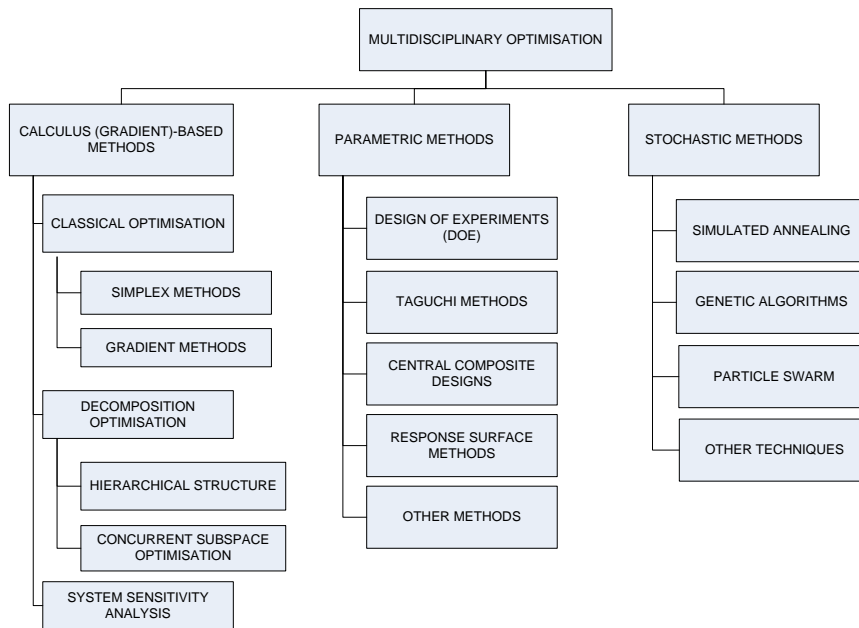 MULTIDISCIPLINARY OPTIMISATION
CALCULUS (GRADIENT)-BASED
METHODS
CLASSICAL OPTIMISATION
SIMPLEX METHODS
GRADIENT METHODS
DECOMPOSITION
OPTIMISATION
HIERARCHICAL STRUCTURE
CONCURRENT SUBSPACE
OPTIMISATION
SYSTEM SENSITIVITY
ANALYSIS
PARAMETRIC METHODS
DESIGN OF EXPERIMENTS
(DOE)
TAGUCHI METHODS
CENTRAL COMPOSITE
DESIGNS
RESPONSE SURFACE
METHODS
OTHER METHODS
STOCHASTIC METHODS
SIMULATED ANNEALING
GENETIC ALGORITHMS
PARTICLE SWARM
OTHER TECHNIQUES